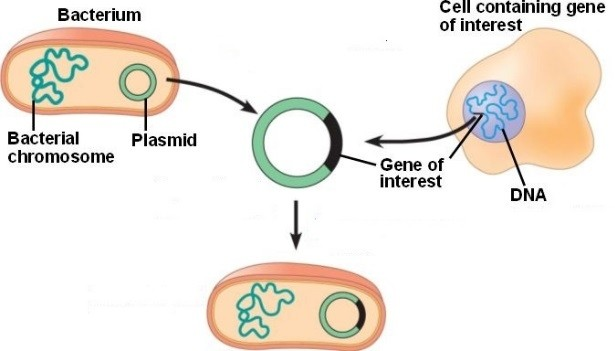 Bacterium
Cell containing gene
of interest
Bacterial
chromosome
Plasmid
Gene of
interest
DNA